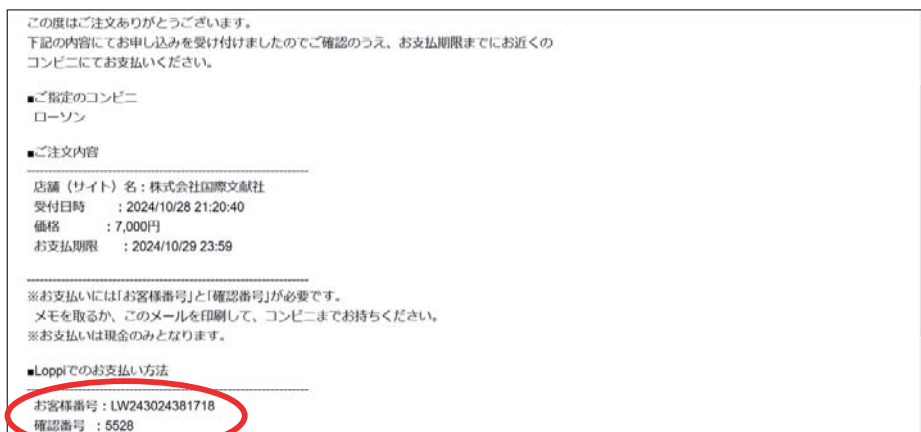 この度はご注文ありがとうございます。
下記の内容にてお申し込みを受け付けましたのでご確認のうえ、お支払期限までにお近くの
コンビニにてお支払いください。
■ご指定のコンビニ
ローソン
■ご注文内容
店舗（サイト）名：株式会社国際文献社
受付日時　：2024/10/28 21:20:40
価格　：7,000円
お支払期限　：2024/10/29 23:59
※お支払いには｢お客様番号｣と｢確認番号｣が必要です。
メモを取るか、このメールを印刷して、コンビニまでお持ちください。
※お支払いは現金のみとなります。
■Loppiでのお支払い方法
お客様番号：LW243024381718
確認番号　：5528